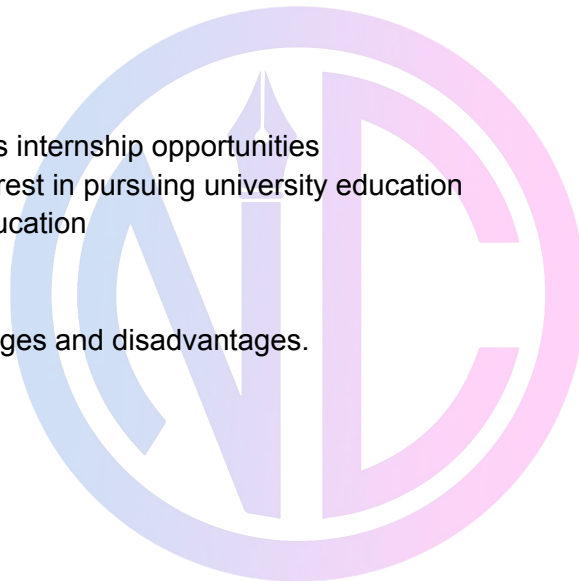 s internship opportunities
rest in pursuing university education
ucation
ges and disadvantages.